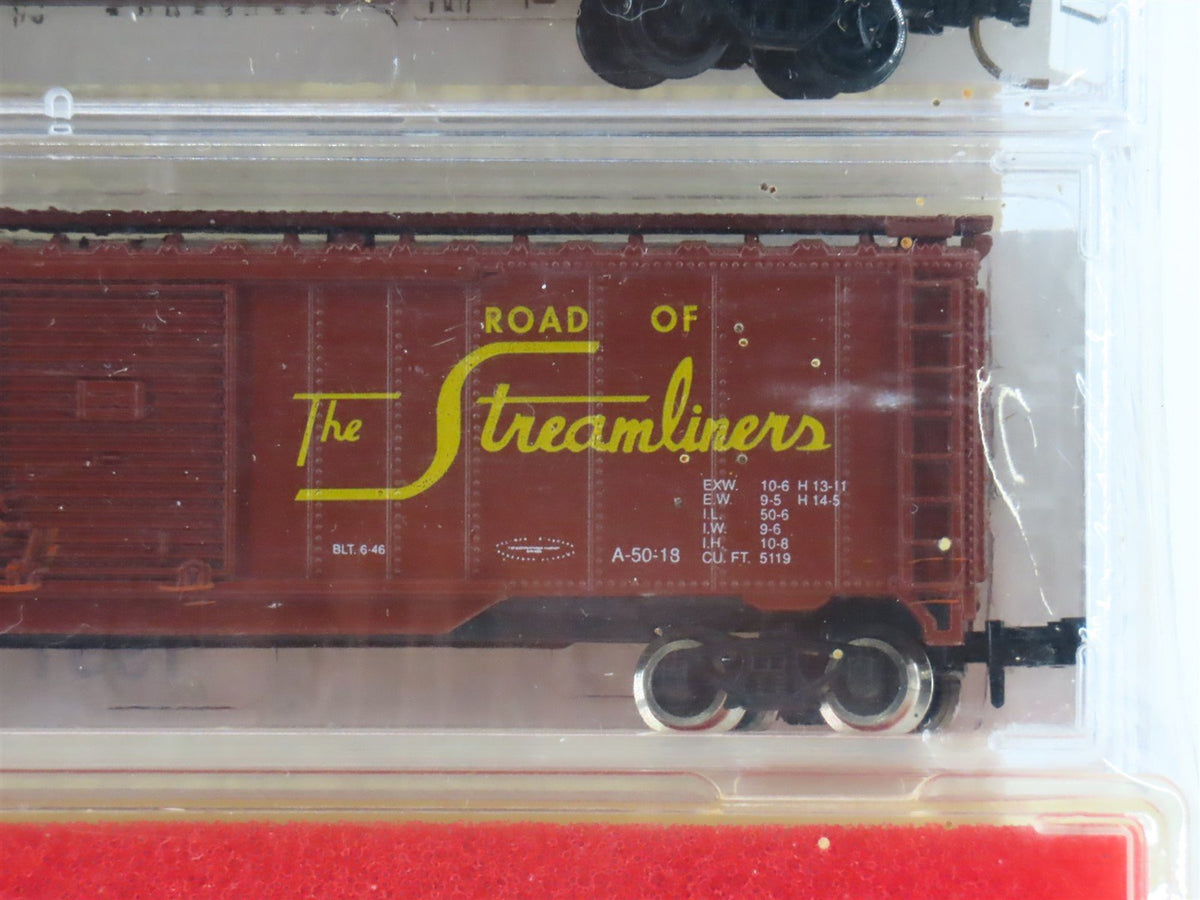 ROAD OF
The Streamliners
EXW. 10-6 H 13-11
E.W. 9-5 H 14-5
I.L. 50-6
I.W. 9-6
I.H. 10-8
CU. FT. 5119
BLT. 6-46
A-50-18